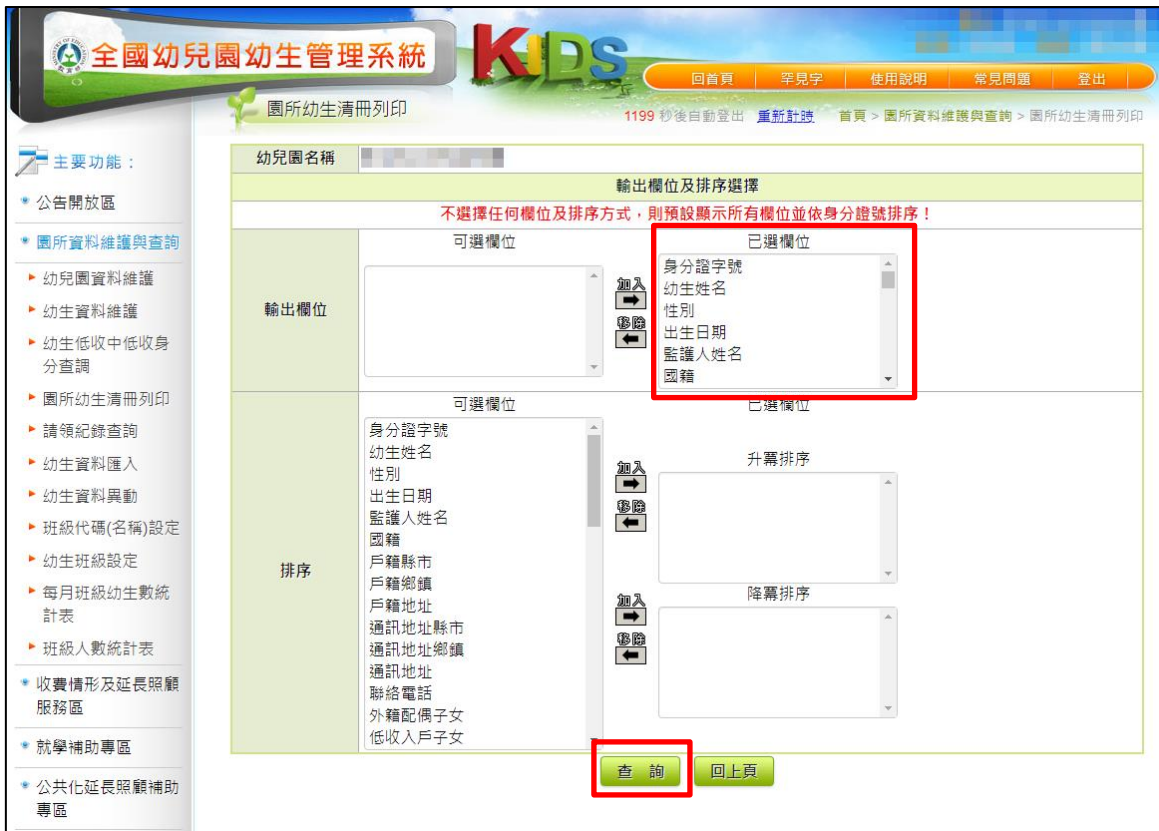 全國幼兒園幼生管理系統
KIDS
回首頁
罕見字
使用說明
常見問題
登出
園所幼生清冊列印
1199 秒後自動登出 重新計時 首頁 > 園所資料維護與查詢 > 園所幼生清冊列印
主要功能：
公告開放區
園所資料維護與查詢
幼兒園資料維護
幼生資料維護
幼生低收中低收身
分查調
園所幼生清冊列印
請領紀錄查詢
幼生資料匯入
幼生資料異動
班級代碼(名稱)設定
幼生班級設定
每月班級幼生數統
計表
班級人數統計表
收費情形及延長照顧
服務區
就學補助專區
公共化延長照顧補助
專區
幼兒園名稱
輸出欄位及排序選擇
不選擇任何欄位及排序方式，則預設顯示所有欄位並依身分證號排序！
輸出欄位
可選欄位
加入
移除
已選欄位
身分證字號
幼生姓名
性別
出生日期
監護人姓名
國籍
排序
可選欄位
身分證字號
幼生姓名
性別
出生日期
監護人姓名
國籍
戶籍縣市
戶籍鄉鎮
戶籍地址
通訊地址縣市
通訊地址鄉鎮
通訊地址
聯絡電話
外籍配偶子女
低收入戶子女
已選欄位
升冪排序
加入
移除
降冪排序
加入
移除
查 詢
回上頁